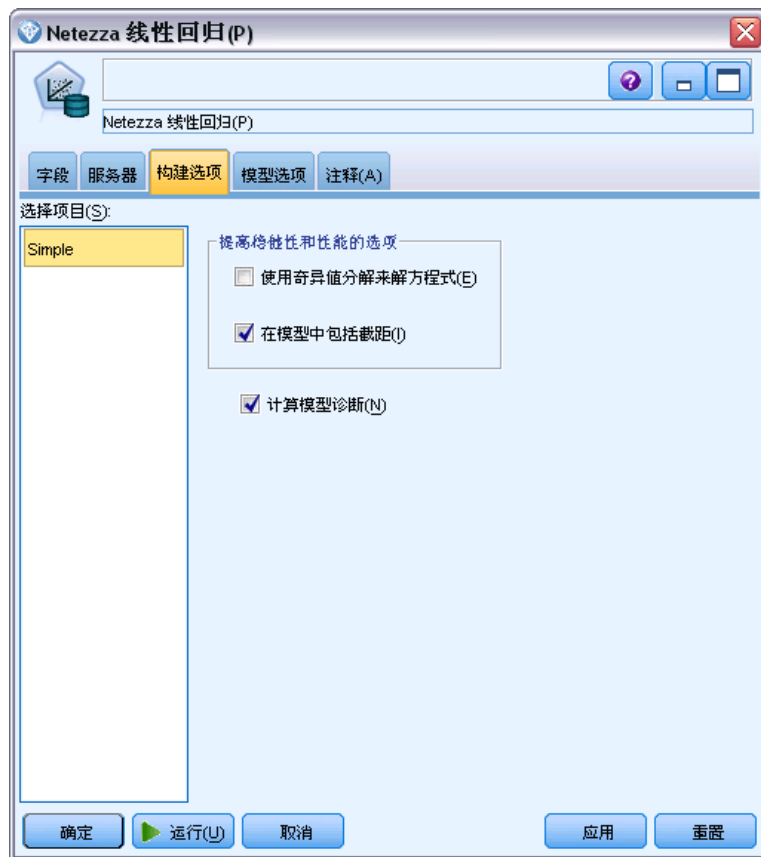 Netezza 线性回归(P)
Netezza 线性回归(P)
字段 服务器 构建选项 模型选项 注释(A)
选择项目(S):
Simple
提高稳健性和性能的选项
使用奇异值分解来解方程式(E)
在模型中包括截距(I)
计算模型诊断(N)
确定 运行(U) 取消 应用 重置